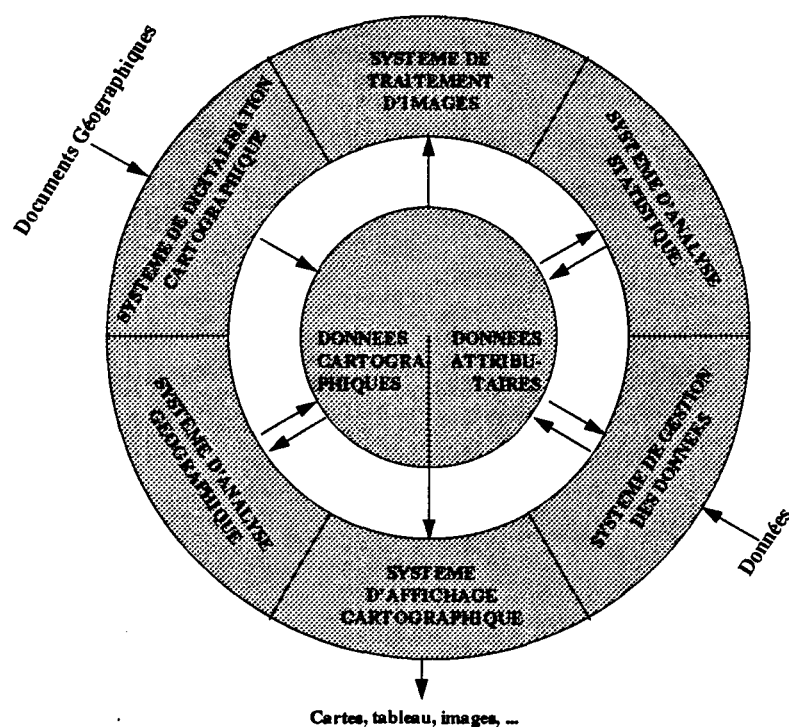 Documents Géographiques
SYSTEME DE
TRAITEMENT
D'IMAGES
SYSTEME DE DIGITALISATION
CARTOGRAPHIQUE
SYSTEME D'ANALYSE
STATISTIQUE
DONNEES
CARTOGRA-
PHIQUES
DONNEES
ATTRIBU-
TAIRES
SYSTEME D'ANALYSE
GEOGRAPHIQUE
SYSTEME DE GESTION
DES DONNERS
Données
SYSTEME
D'AFFICHAGE
CARTOGRAPHIQUE
Cartes, tableau, images, ...